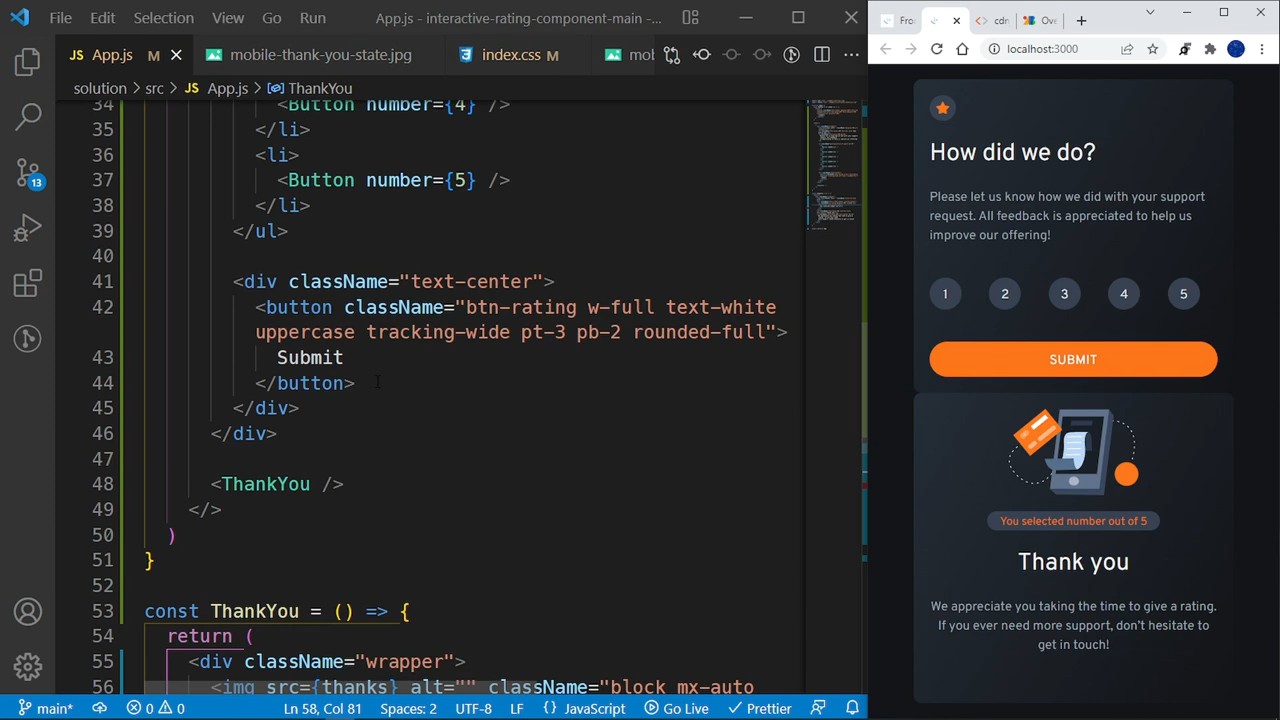 File Edit Selection View Go Run App.js - interactive-rating-component-main -...
JS App.js M
mobile-thank-you-state.jpg
index.css M
mob
solution > src > JS App.js > ThankYou
34 <Button number={4} />
35 </li>
36 <li>
37 <Button number={5} />
38 </li>
39 </ul>
40
41 <div className="text-center">
42 <button className="btn-rating w-full text-white
uppercase tracking-wide pt-3 pb-2 rounded-full">
43 Submit
44 </button>
45 </div>
46 </div>
47
48 <ThankYou />
49 </>
50 )
51 }
52
53 const ThankYou = () => {
54 return (
55 <div className="wrapper">
56 <img src={thanks} alt="" className="block mx-auto
13
main*
0 0
Ln 58, Col 81
Spaces: 2
UTF-8
LF
{} JavaScript
Go Live
Prettier
Fro
cdn
Ove
localhost:3000
How did we do?
Please let us know how we did with your support
request. All feedback is appreciated to help us
improve our offering!
1 2 3 4 5
SUBMIT
You selected number out of 5
Thank you
We appreciate you taking the time to give a rating.
If you ever need more support, don't hesitate to
get in touch!